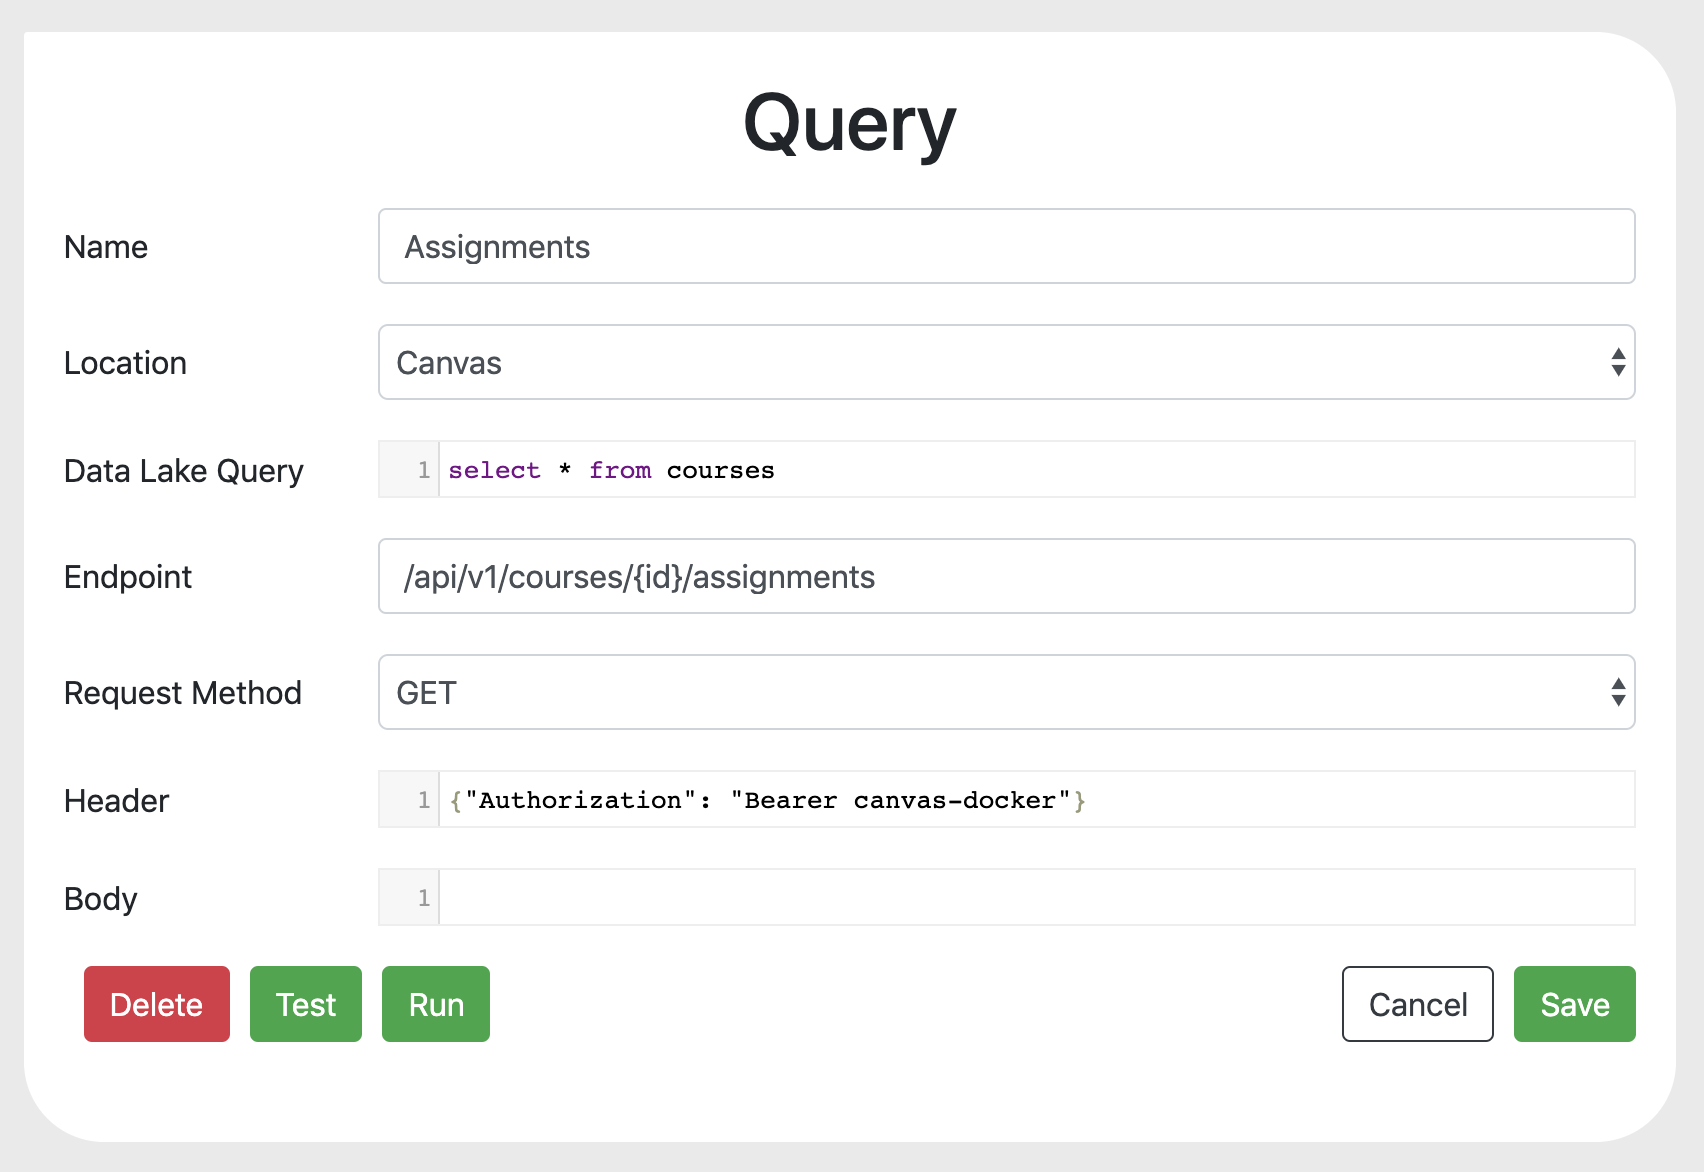 Query
Name
Assignments
Location
Canvas
Data Lake Query
1 select * from courses
Endpoint
/api/v1/courses/{id}/assignments
Request Method
GET
Header
1 {"Authorization": "Bearer canvas-docker"}
Body
1
Delete Test Run Cancel Save